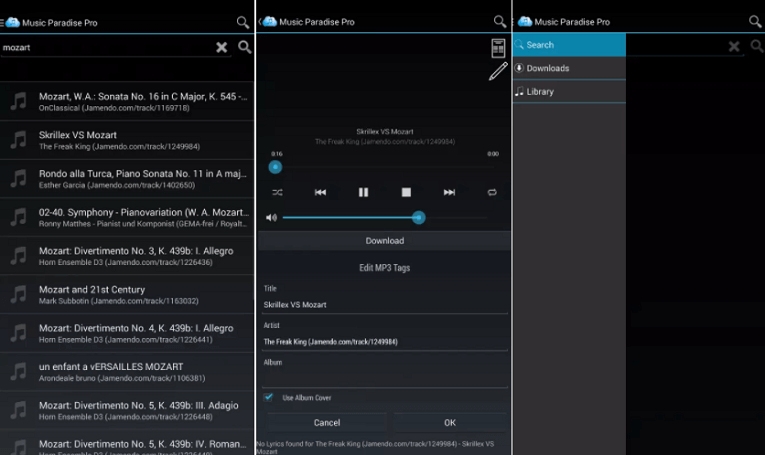 Music Paradise Pro
mozart
Mozart, W.A.: Sonata No. 16 in C Major, K. 545 -...
OnClassical (Jamendo.com/track/1169718)
Skrillex VS Mozart
The Freak King (Jamendo.com/track/1249984)
Rondo alla Turca, Piano Sonata No. 11 in A maj...
Esther Garcia (Jamendo.com/track/1402650)
02-40. Symphony - Pianovariation (W. A. Mozart...
Ronny Matthes - Pianist und Komponist (GEMA-frei / Royalt...
Mozart: Divertimento No. 3, K. 439b: I. Allegro
Horn Ensemble D3 (Jamendo.com/track/1226436)
Mozart and 21st Century
Mark Subbotin (Jamendo.com/track/1163032)
Mozart: Divertimento No. 4, K. 439b: I. Allegro
Horn Ensemble D3 (Jamendo.com/track/1226441)
un enfant a vERSAILLES MOZART
Arondeale bruno (Jamendo.com/track/1106381)
Mozart: Divertimento No. 5, K. 439b: III. Adagio
Horn Ensemble D3 (Jamendo.com/track/1226448)
Mozart: Divertimento No. 5, K. 439b: IV. Roman...
Music Paradise Pro
Skrillex VS Mozart
The Freak King (Jamendo.com/track/1249984)
0:16
0:00
Download
Edit MP3 Tags
Title
Skrillex VS Mozart
Artist
The Freak King (Jamendo.com/track/1249984)
Album
Use Album Cover
Cancel
OK
No Lyrics found for The Freak King (Jamendo.com/track/1249984) - Skrillex VS
Mozart
Music Paradise Pro
Search
Downloads
Library